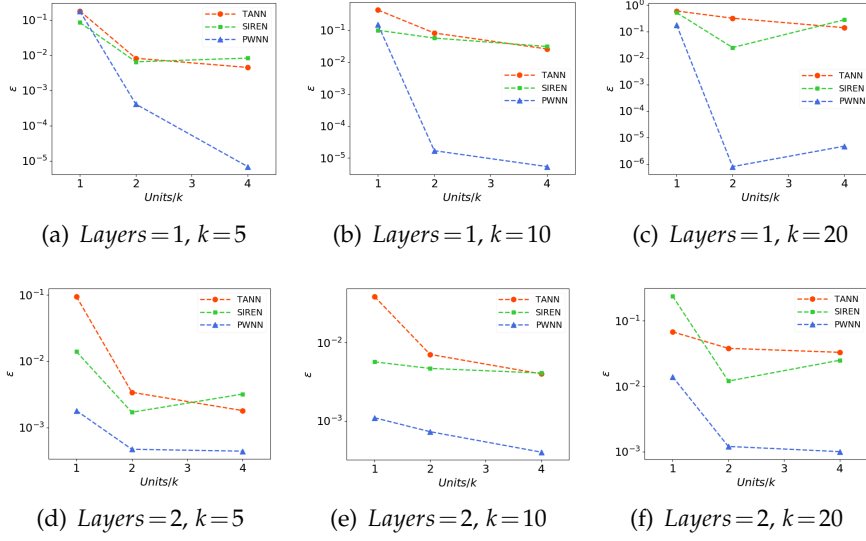 10⁻¹
10⁻²
10⁻³
10⁻⁴
10⁻⁵
ε
TANN
SIREN
PWNN
1 2 3 4
Units/k
(a) Layers=1, k=5
10⁻¹
10⁻²
10⁻³
10⁻⁴
10⁻⁵
ε
TANN
SIREN
PWNN
1 2 3 4
Units/k
(b) Layers=1, k=10
10⁰
10⁻¹
10⁻²
10⁻³
10⁻⁴
10⁻⁵
10⁻⁶
ε
TANN
SIREN
PWNN
1 2 3 4
Units/k
(c) Layers=1, k=20
10⁻¹
10⁻²
10⁻³
ε
TANN
SIREN
PWNN
1 2 3 4
Units/k
(d) Layers=2, k=5
10⁻²
10⁻³
ε
TANN
SIREN
PWNN
1 2 3 4
Units/k
(e) Layers=2, k=10
10⁻¹
10⁻²
10⁻³
ε
TANN
SIREN
PWNN
1 2 3 4
Units/k
(f) Layers=2, k=20